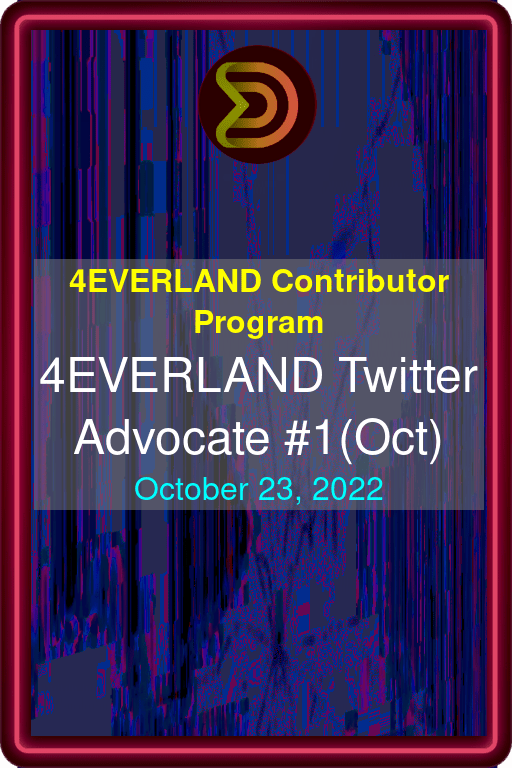 4EVERLAND Contributor
Program
4EVERLAND Twitter
Advocate #1(Oct)
October 23, 2022